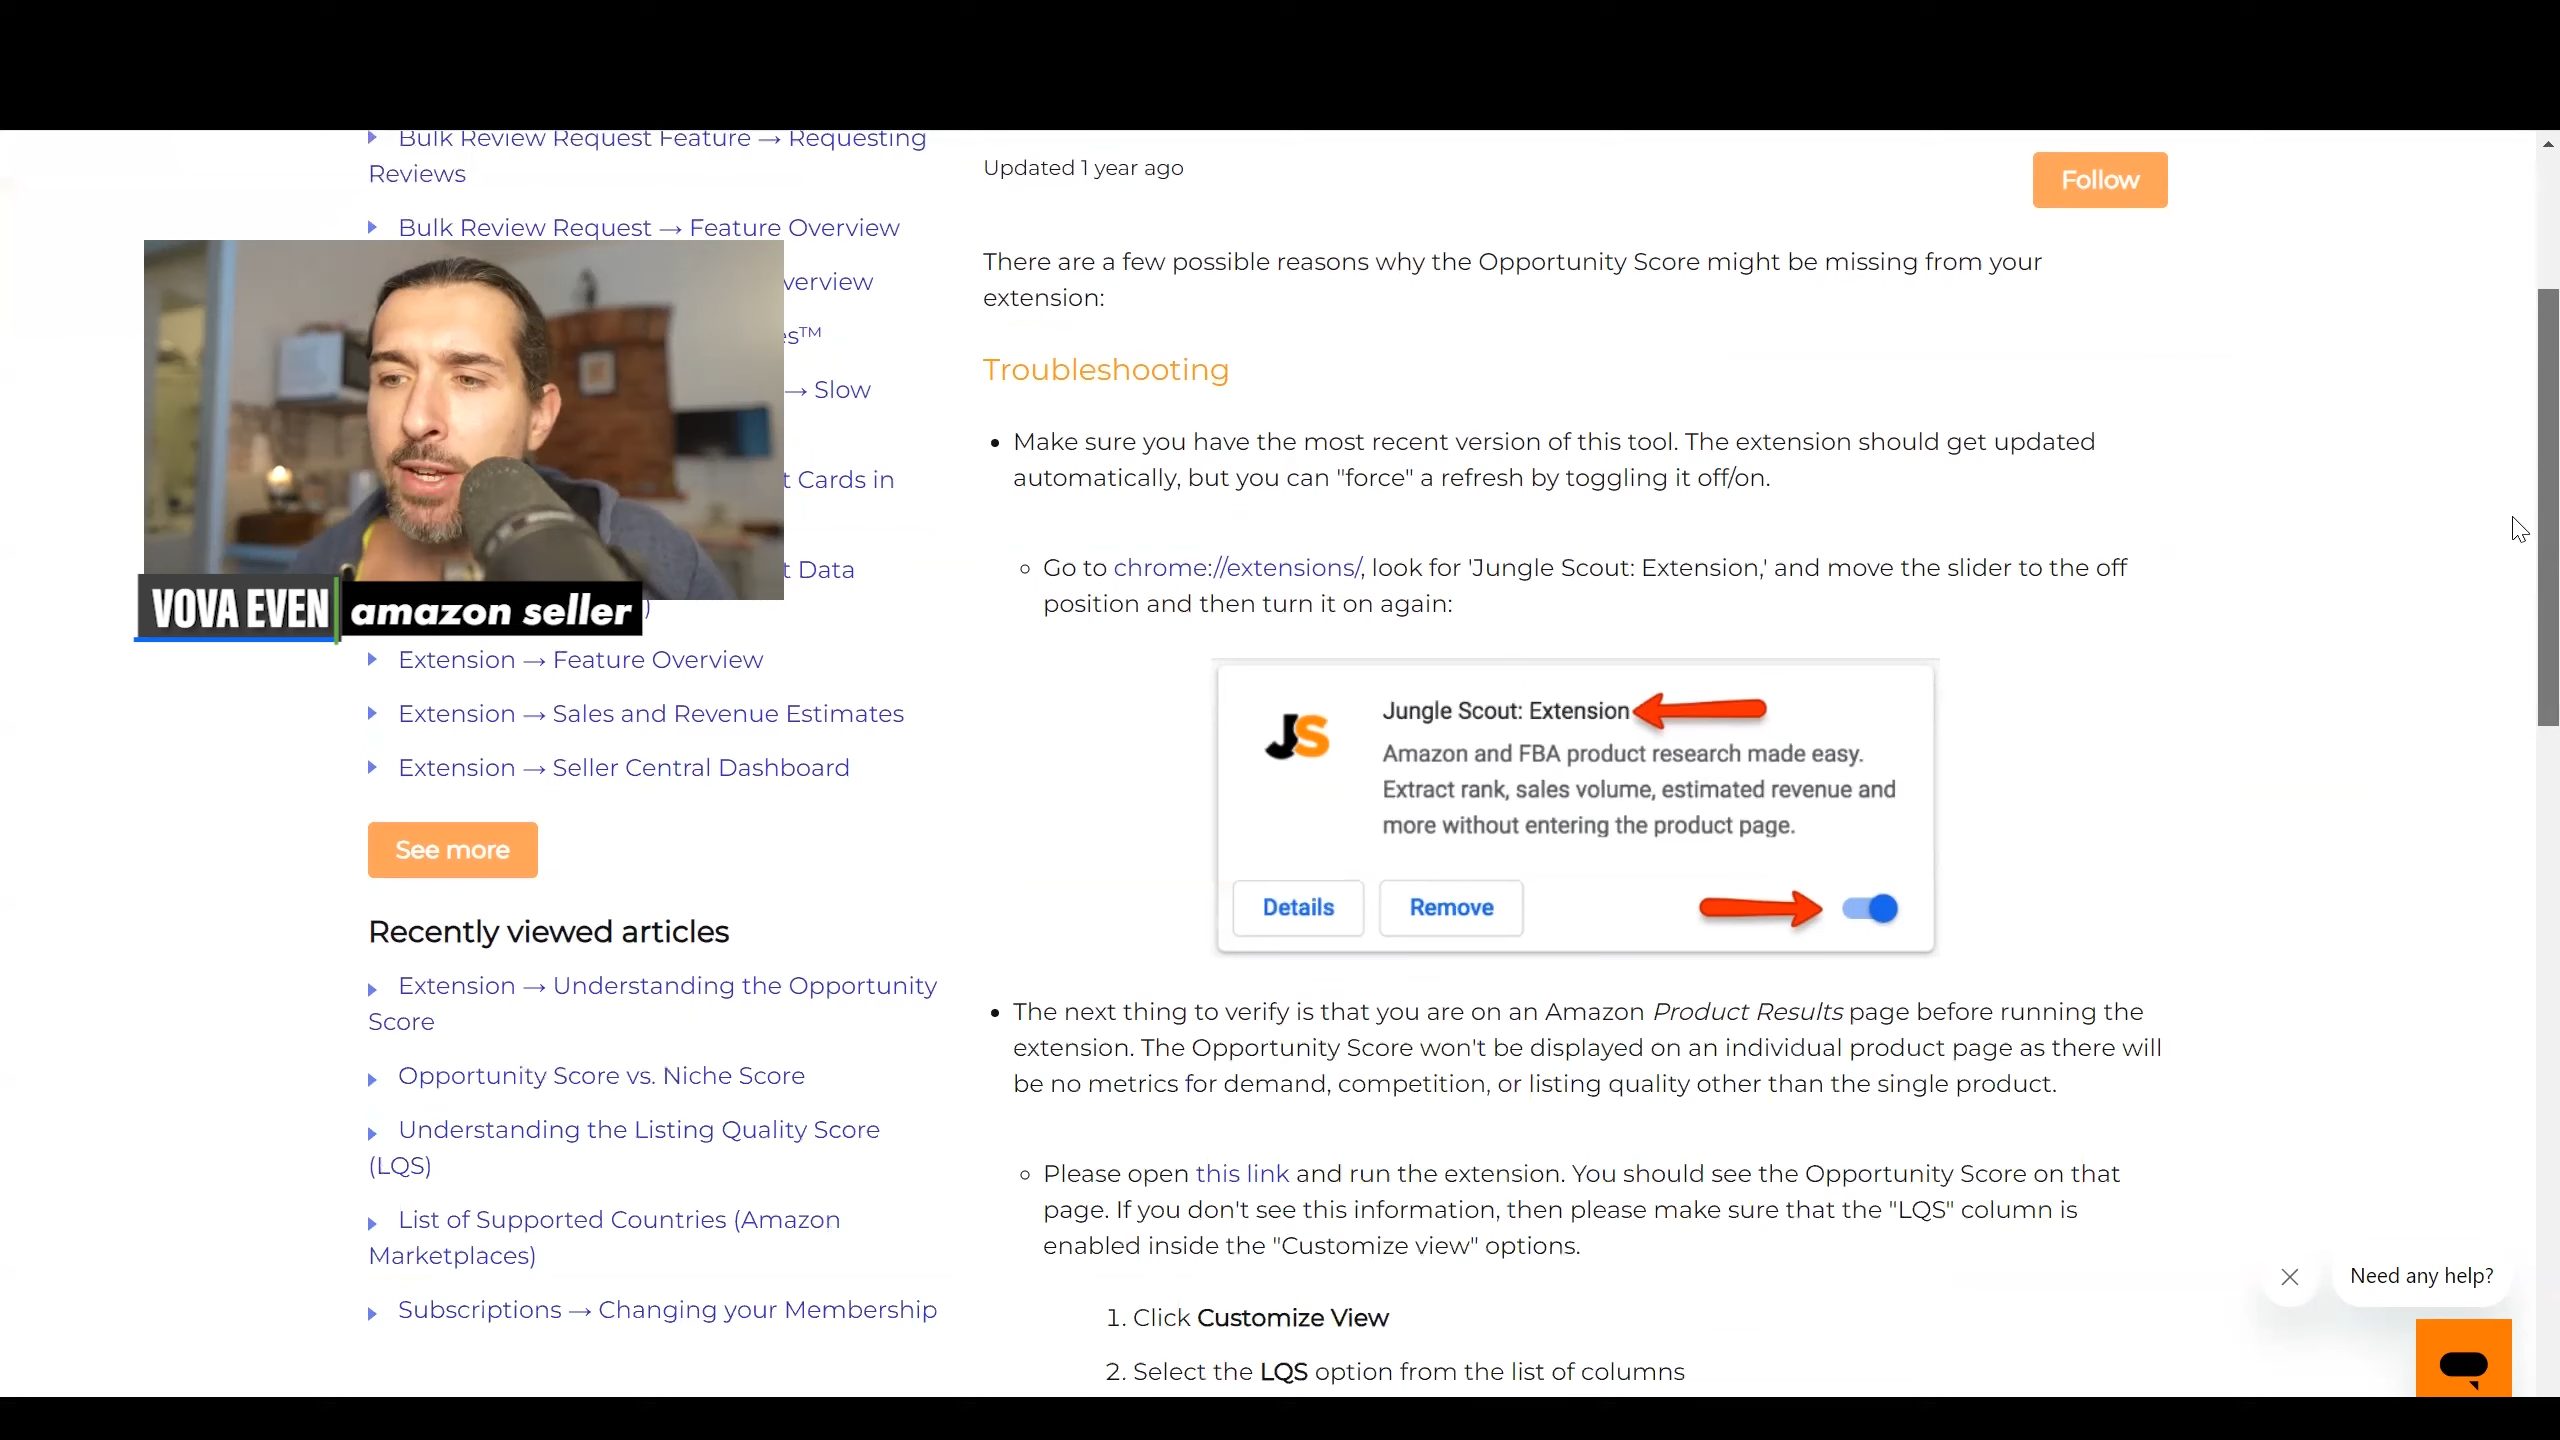 Bulk Review Request Feature → Requesting
Reviews
Bulk Review Request → Feature Overview
verview
es™
→ Slow
t Cards in
t Data
)
VOVA EVEN
amazon seller
Extension → Feature Overview
Extension → Sales and Revenue Estimates
Extension → Seller Central Dashboard
See more
Recently viewed articles
Extension → Understanding the Opportunity
Score
Opportunity Score vs. Niche Score
Understanding the Listing Quality Score
(LQS)
List of Supported Countries (Amazon
Marketplaces)
Subscriptions → Changing your Membership
Updated 1 year ago
Follow
There are a few possible reasons why the Opportunity Score might be missing from your
extension:
Troubleshooting
Make sure you have the most recent version of this tool. The extension should get updated
automatically, but you can "force" a refresh by toggling it off/on.
Go to chrome://extensions/, look for 'Jungle Scout: Extension,' and move the slider to the off
position and then turn it on again:
JS
Jungle Scout: Extension
Amazon and FBA product research made easy.
Extract rank, sales volume, estimated revenue and
more without entering the product page.
Details
Remove
The next thing to verify is that you are on an Amazon Product Results page before running the
extension. The Opportunity Score won't be displayed on an individual product page as there will
be no metrics for demand, competition, or listing quality other than the single product.
Please open this link and run the extension. You should see the Opportunity Score on that
page. If you don't see this information, then please make sure that the "LQS" column is
enabled inside the "Customize view" options.
1. Click Customize View
2. Select the LQS option from the list of columns
Need any help?